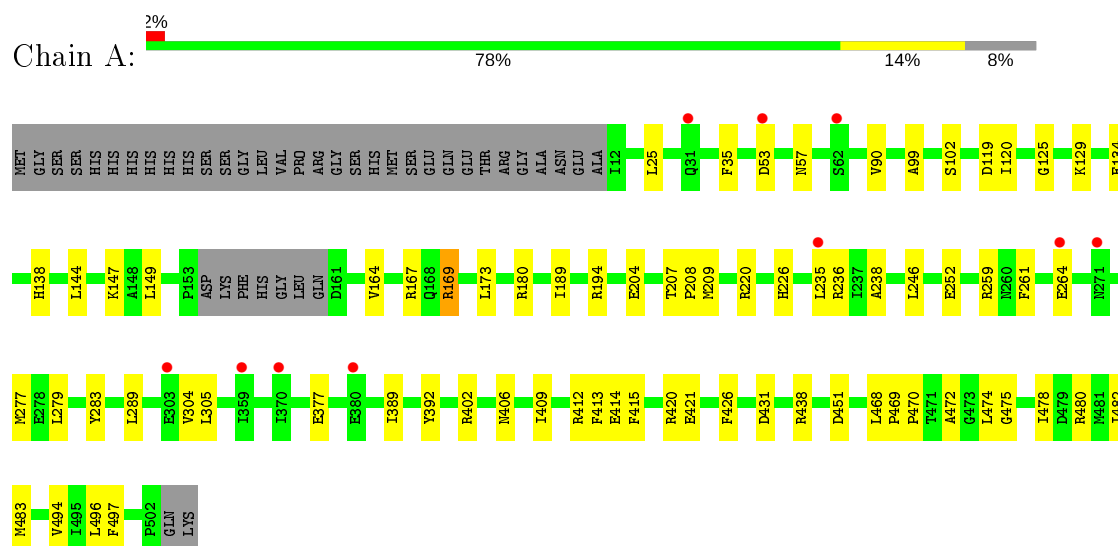 2%
Chain A:
78% 14% 8%
MET GLY SER SER HIS HIS HIS HIS HIS HIS SER SER GLY LEU VAL PRO ARG GLY SER HIS MET SER GLU GLN GLU THR ARG GLY ALA ALA ASN GLU ALA I12 L25 Q31 F35 D53 N57 S62 V90 A99 S102 D119 I120 G125 K129 E134
H138 L144 K147 A148 L149 P153 ASP LYS PHE HIS GLY LEU GLN D161 V164 R167 Q168 R169 L173 R180 I189 R194 E204 T207 P208 M209 R220 H226 L235 R236 I237 A238 L246 E252 R259 N260 F261 E264 N271
M277 E278 L279 Y283 L289 E303 V304 L305 I359 I370 E377 E380 I389 Y392 R402 N406 I409 R412 F413 E414 F415 R420 E421 F426 D431 R438 D451 L468 P469 P470 T471 A472 G473 L474 G475 I478 D479 R480 M481 I482
M483 V494 I495 L496 F497 P502 GLN LYS